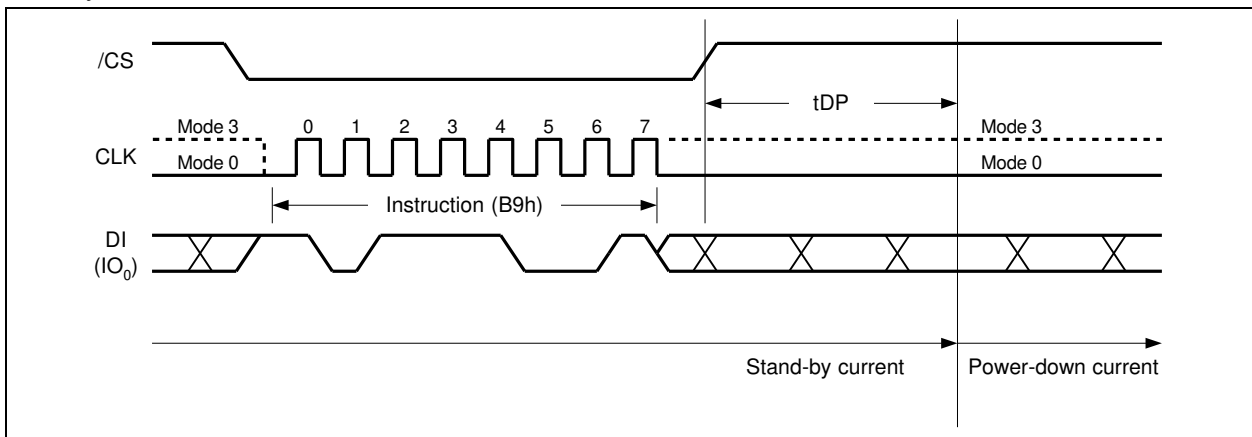 /CS
tDP
Mode 3 0 1 2 3 4 5 6 7 Mode 3
CLK
Mode 0 Mode 0
Instruction (B9h)
DI
(IO₀)
Stand-by current Power-down current